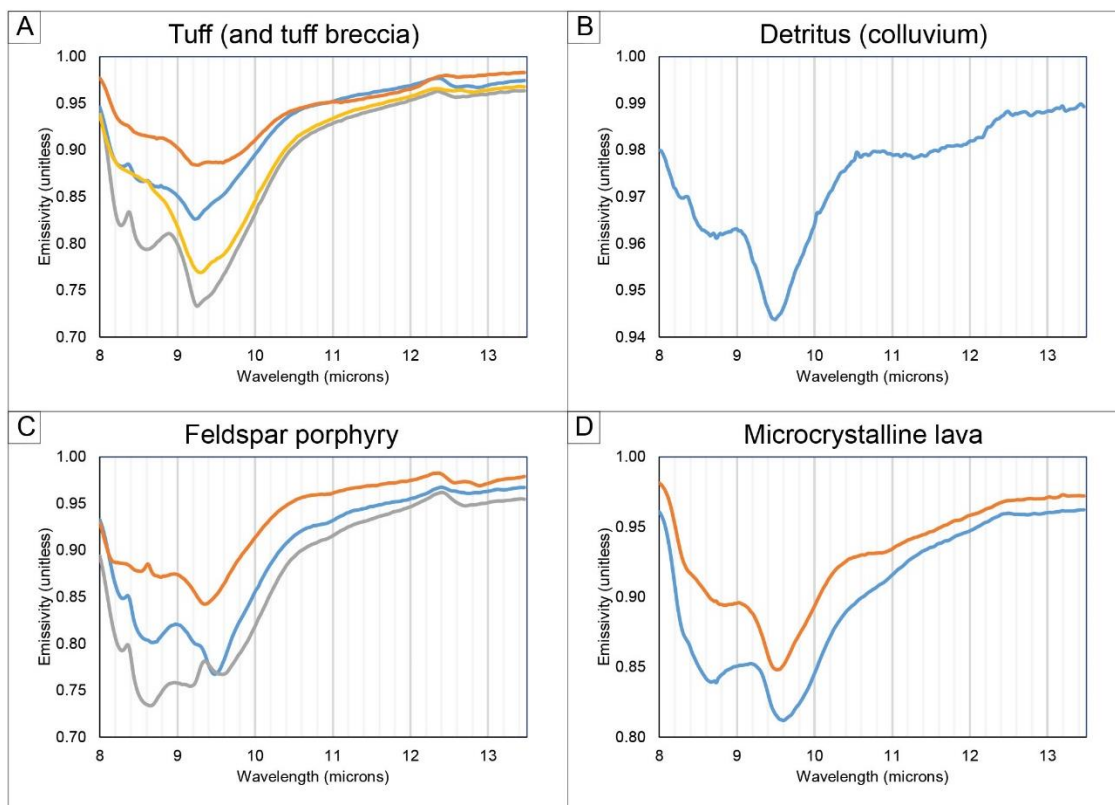 A
Tuff (and tuff breccia)
1.00
0.95
0.90
0.85
0.80
0.75
0.70
Emissivity (unitless)
8 9 10 11 12 13
Wavelength (microns)
B
Detritus (colluvium)
1.00
0.99
0.98
0.97
0.96
0.95
0.94
Emissivity (unitless)
8 9 10 11 12 13
Wavelength (microns)
C
Feldspar porphyry
1.00
0.95
0.90
0.85
0.80
0.75
0.70
Emissivity (unitless)
8 9 10 11 12 13
Wavelength (microns)
D
Microcrystalline lava
1.00
0.95
0.90
0.85
0.80
Emissivity (unitless)
8 9 10 11 12 13
Wavelength (microns)